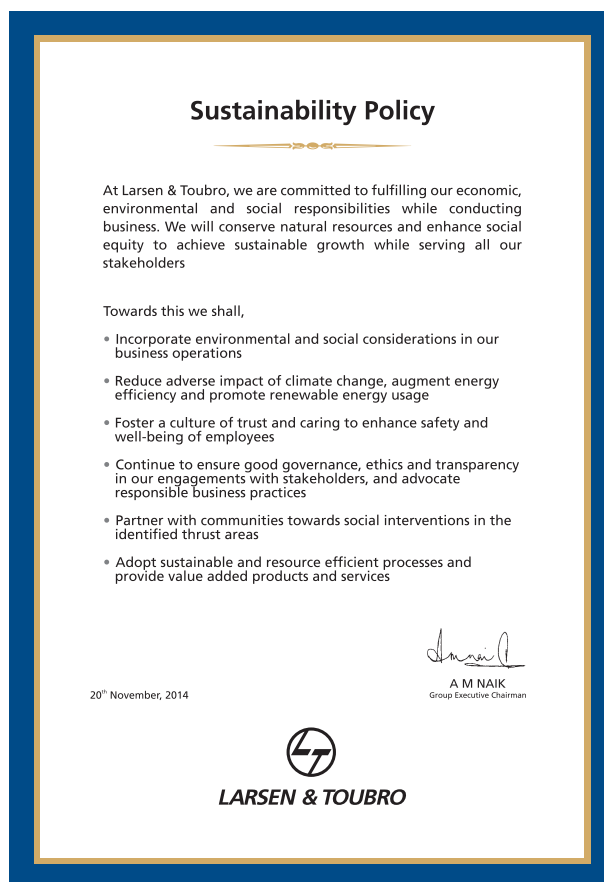 Sustainability Policy
At Larsen & Toubro, we are committed to fulfilling our economic,
environmental and social responsibilities while conducting
business. We will conserve natural resources and enhance social
equity to achieve sustainable growth while serving all our
stakeholders
Towards this we shall,
• Incorporate environmental and social considerations in our
business operations
• Reduce adverse impact of climate change, augment energy
efficiency and promote renewable energy usage
• Foster a culture of trust and caring to enhance safety and
well-being of employees
• Continue to ensure good governance, ethics and transparency
in our engagements with stakeholders, and advocate
responsible business practices
• Partner with communities towards social interventions in the
identified thrust areas
• Adopt sustainable and resource efficient processes and
provide value added products and services
A M NAIK
20th November, 2014
Group Executive Chairman
LT
LARSEN & TOUBRO